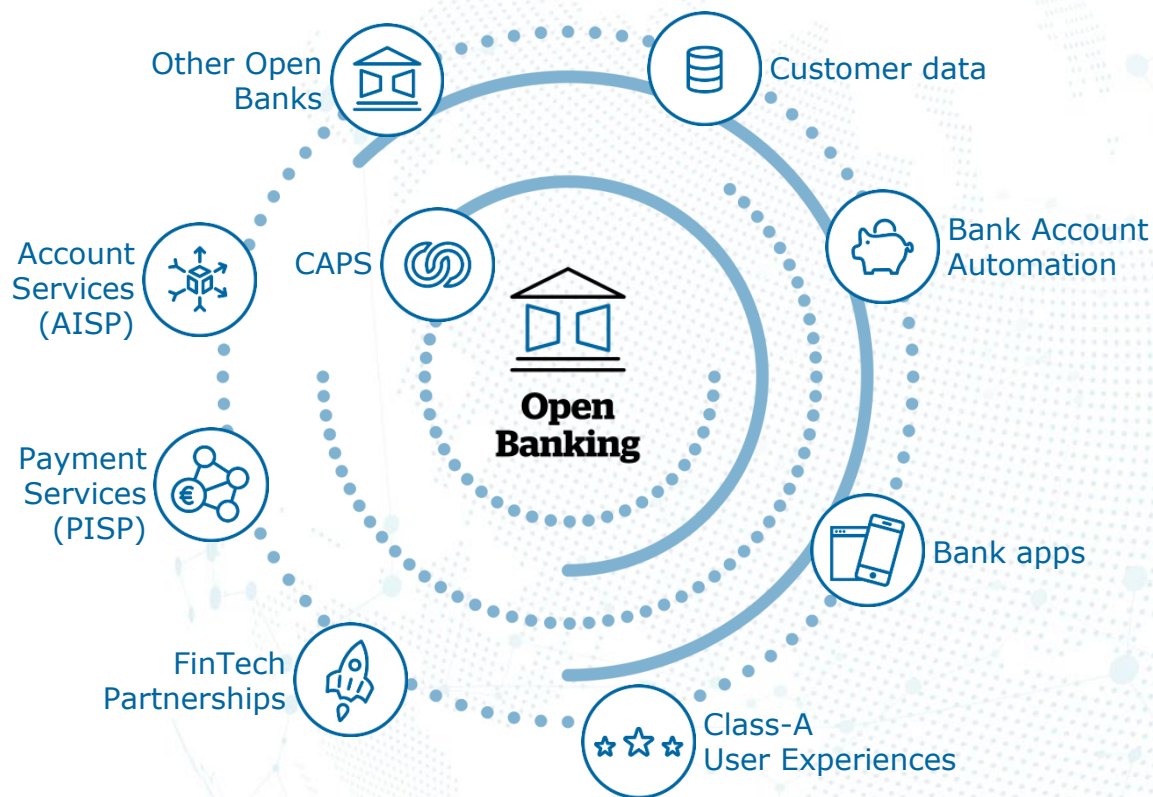 Other Open
Banks
Customer data
Account
Services
(AISP)
CAPS
Bank Account
Automation
Open
Banking
Payment
Services
(PISP)
€
Bank apps
FinTech
Partnerships
Class-A
User Experiences